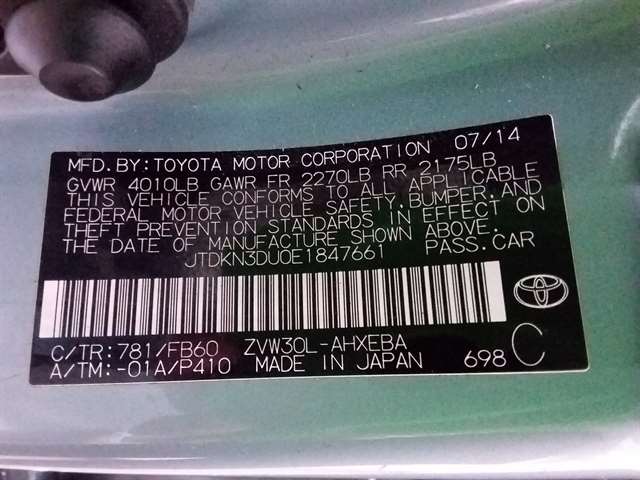 MFD.BY:TOYOTA MOTOR CORPORATION 07/14
GVWR 4010LB GAWR FR 2270LB RR 2175LB
THIS VEHICLE CONFORMS TO ALL APPLICABLE
FEDERAL MOTOR VEHICLE SAFETY,BUMPER,AND
THEFT PREVENTION STANDARDS IN EFFECT ON
THE DATE OF MANUFACTURE SHOWN ABOVE.
JTDKN3DU0E1847661 PASS.CAR
C/TR:781/FB60 ZVW30L-AHXEBA
A/TM:-01A/P410 MADE IN JAPAN 698 C